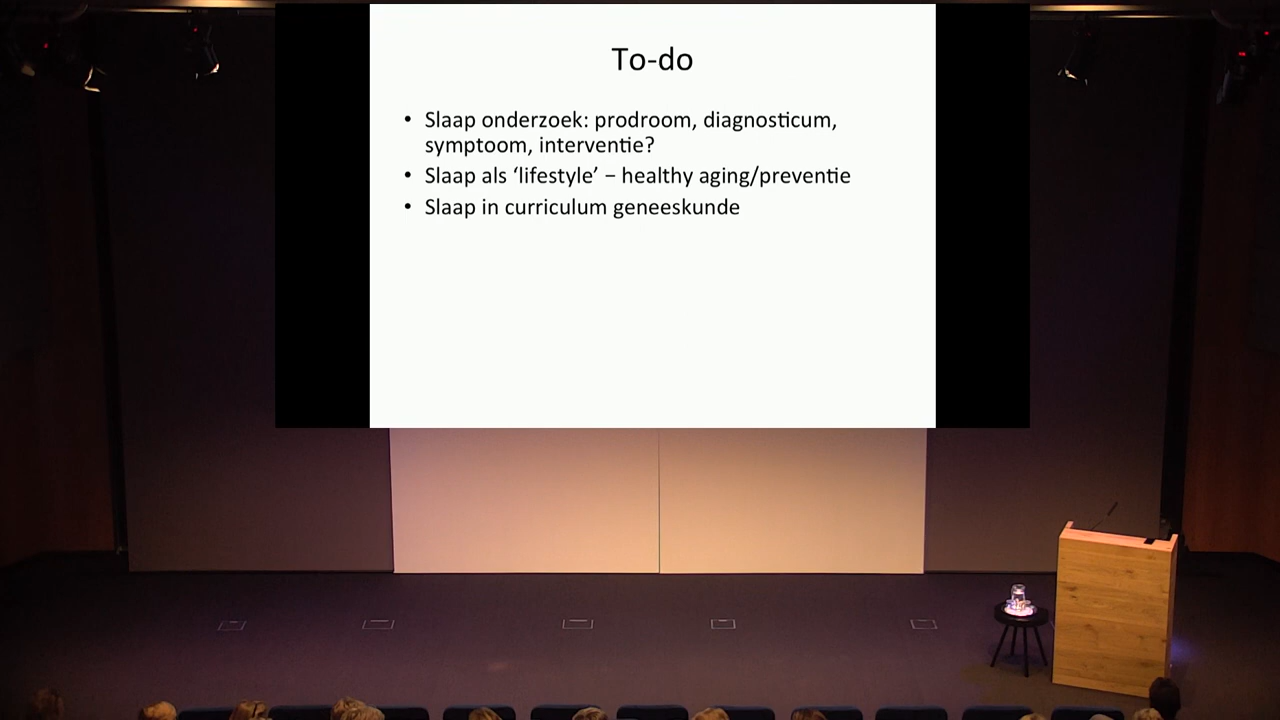 To-do
• Slaap onderzoek: prodroom, diagnosticum,
symptoom, interventie?
• Slaap als ‘lifestyle’ – healthy aging/preventie
• Slaap in curriculum geneeskunde